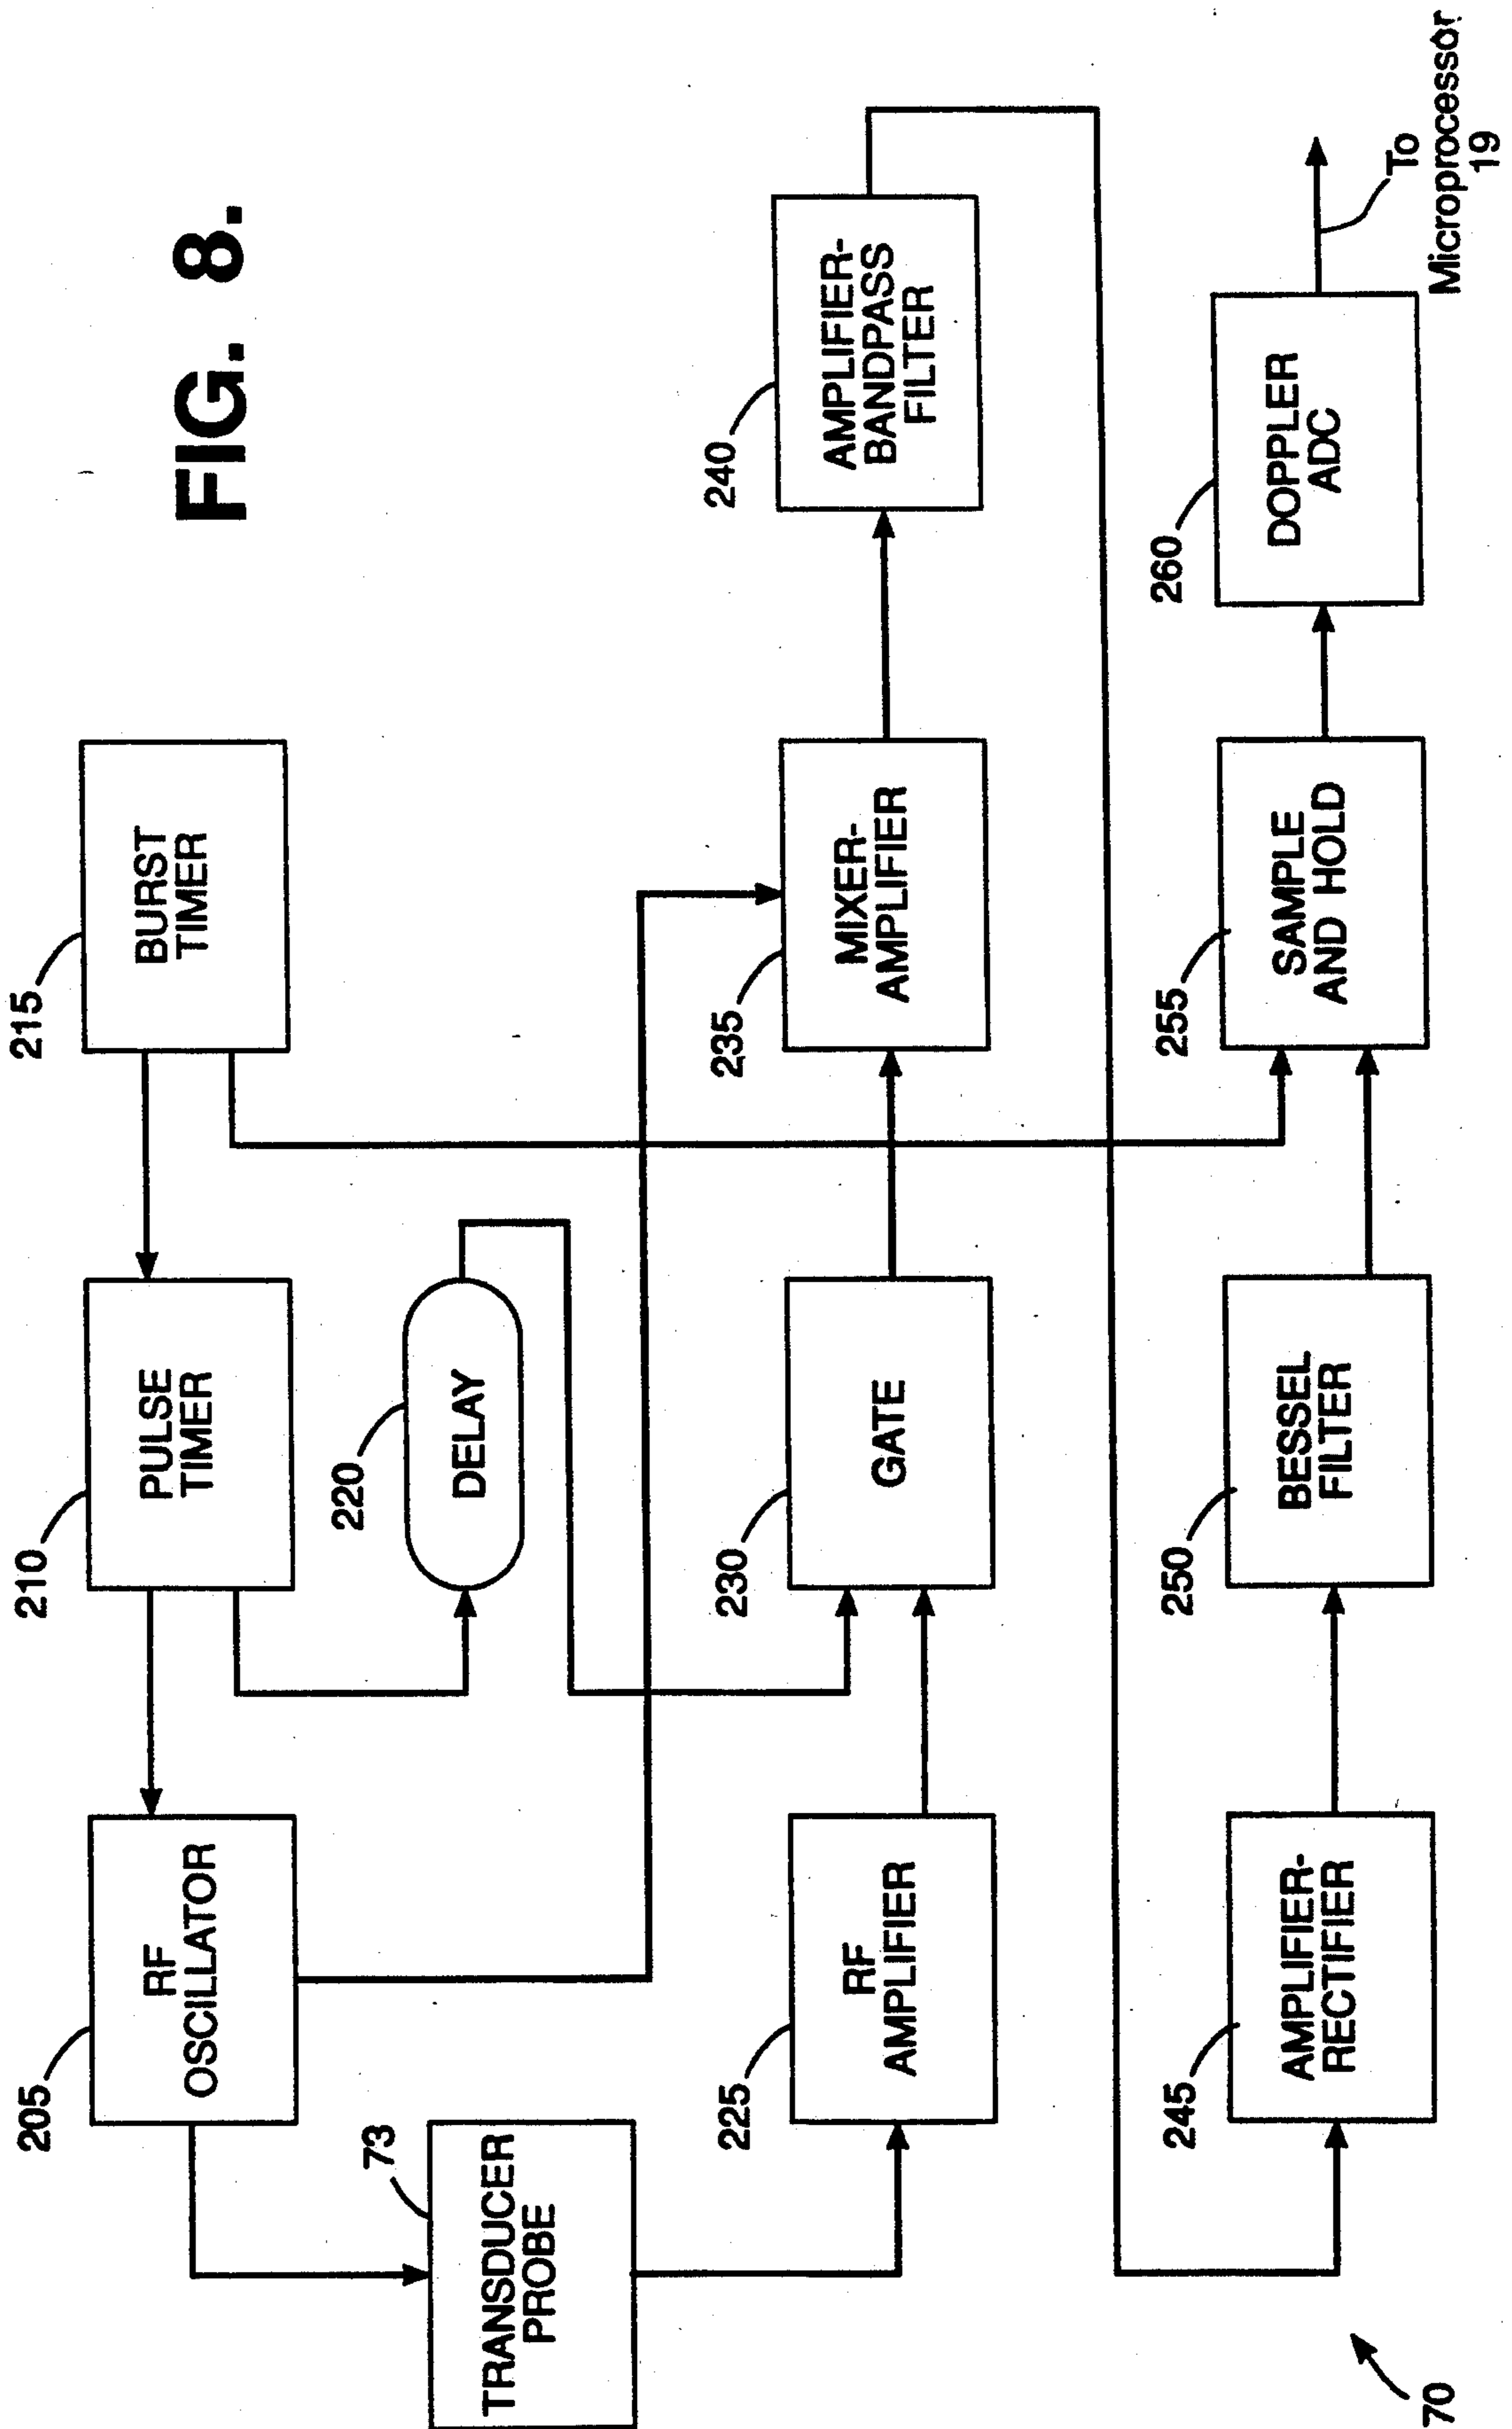 FIG. 8.
215
BURST
TIMER
210
PULSE
TIMER
205
RF
OSCILLATOR
220
DELAY
73
TRANSDUCER
PROBE
225
RF
AMPLIFIER
230
GATE
235
MIXER-
AMPLIFIER
240
AMPLIFIER-
BANDPASS
FILTER
245
AMPLIFIER-
RECTIFIER
250
BESSEL
FILTER
255
SAMPLE
AND HOLD
260
DOPPLER
ADC
To
Microprocessor
19
70